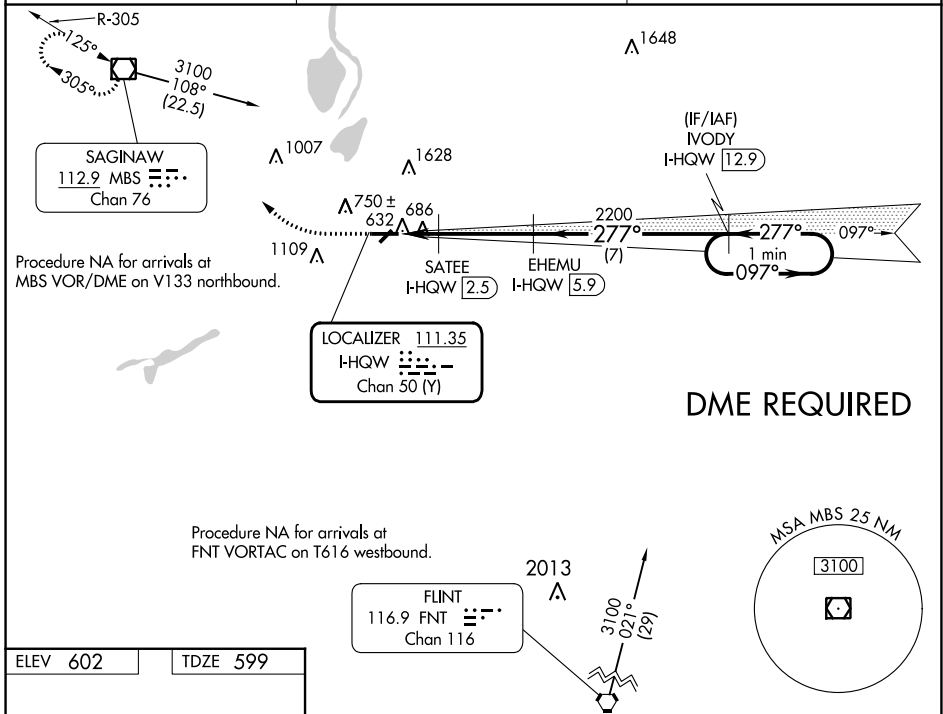 R-305
125°
305°
3100
108°
(22.5)
1648
SAGINAW
112.9 MBS
Chan 76
1007
1628
750 ±
632
686
1109
(IF/IAF)
IVODY
I-HQW 12.9
2200
277°
(7)
277°
097°
1 min
097°
SATEE
I-HQW 2.5
EHEMU
I-HQW 5.9
Procedure NA for arrivals at
MBS VOR/DME on V133 northbound.
LOCALIZER 111.35
I-HQW
Chan 50 (Y)
DME REQUIRED
Procedure NA for arrivals at
FNT VORTAC on T616 westbound.
2013
FLINT
116.9 FNT
Chan 116
3100
021°
(29)
MSA MBS 25 NM
3100
ELEV 602
TDZE 599